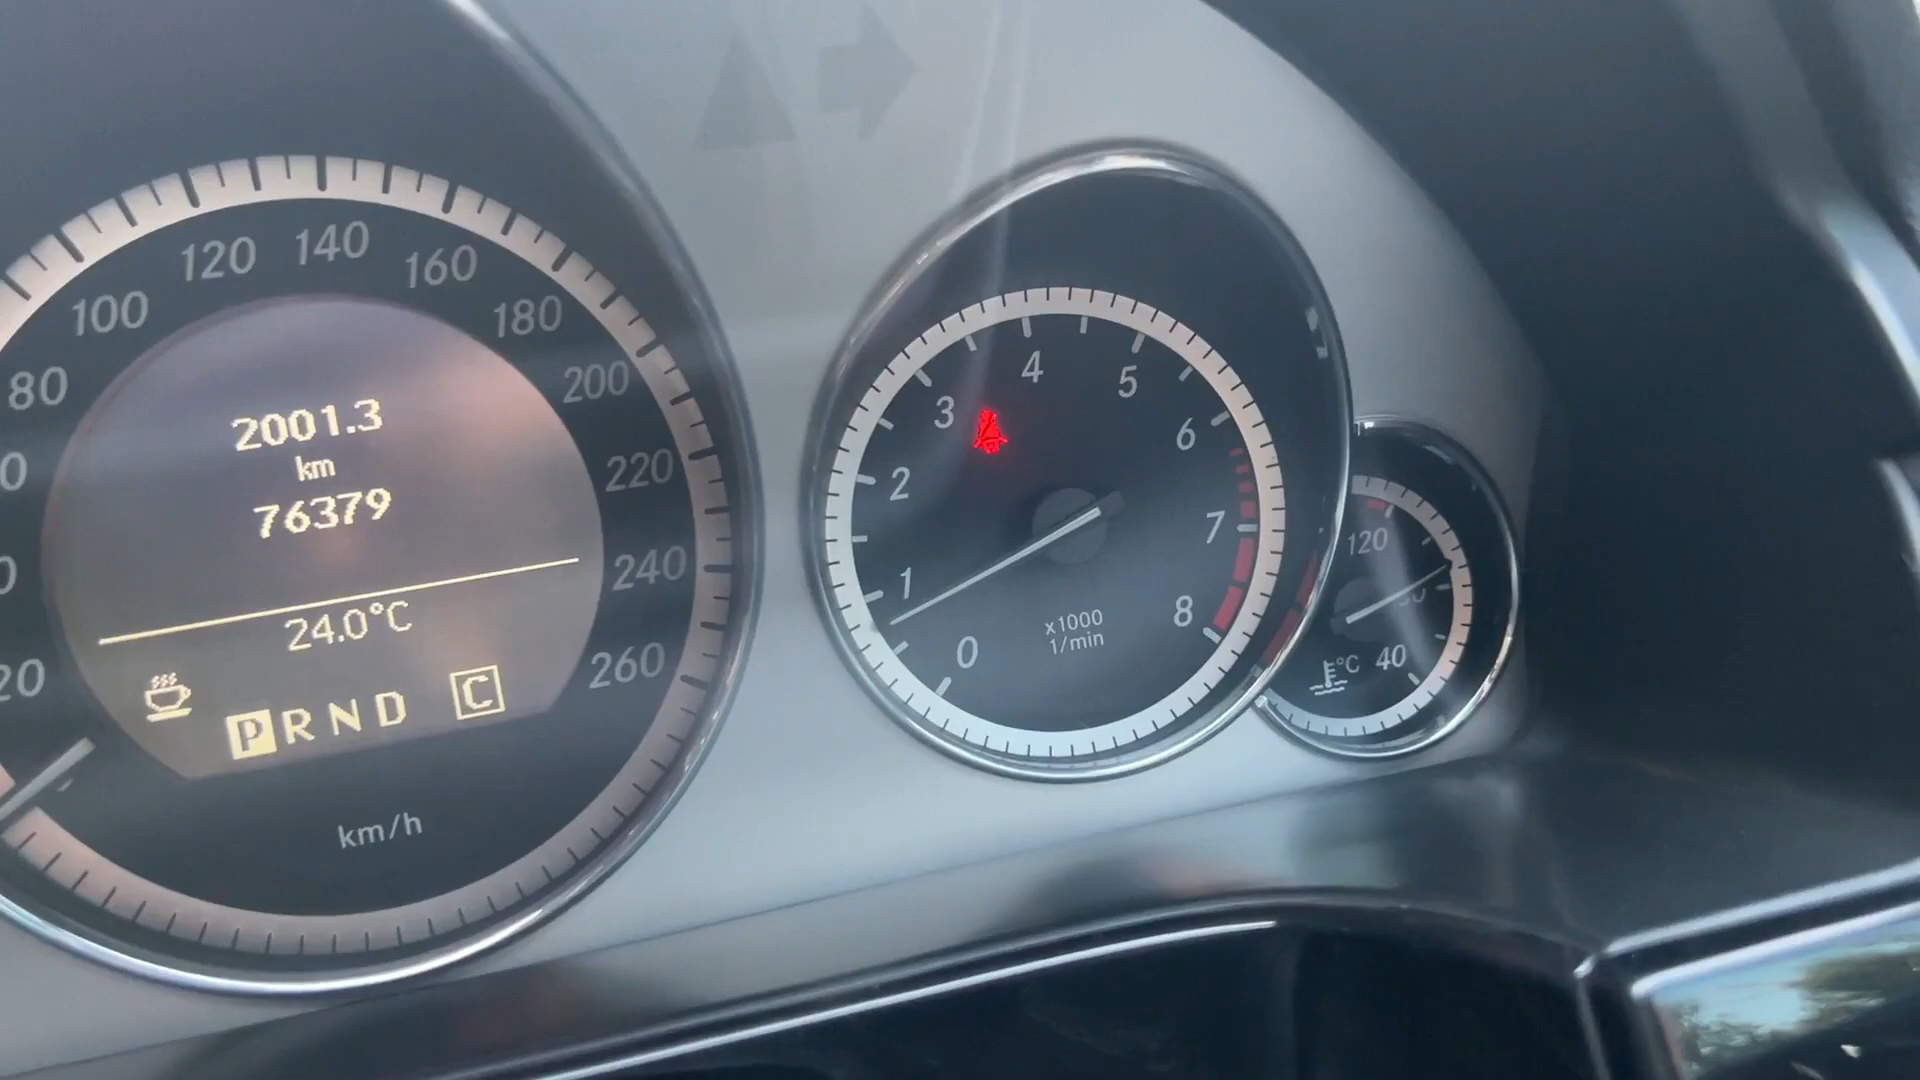 120 140 160
100 180
80 200
2001.3
km
76379
220
240
24.0°C
20 260
P R N D C
km/h
0 1 2 3 4 5 6 7 8
x1000
1/min
120
°C 40